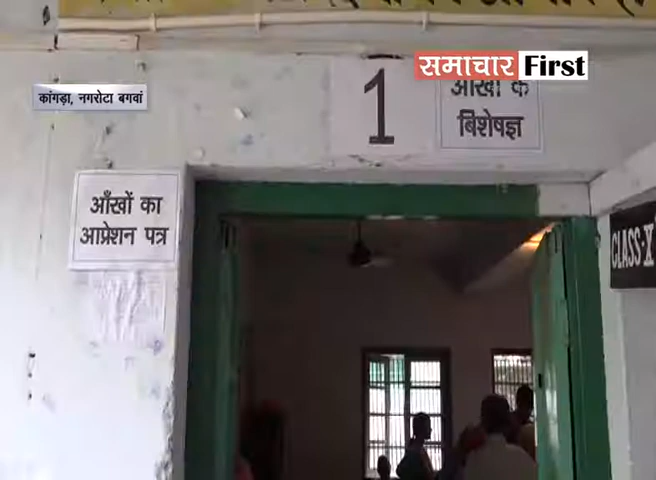 समाचार First
कांगड़ा, नगरोटा बगवां
1
आँखों के
बिशेषज्ञ
आँखों का
आप्रेशन पत्र
CLASS-X